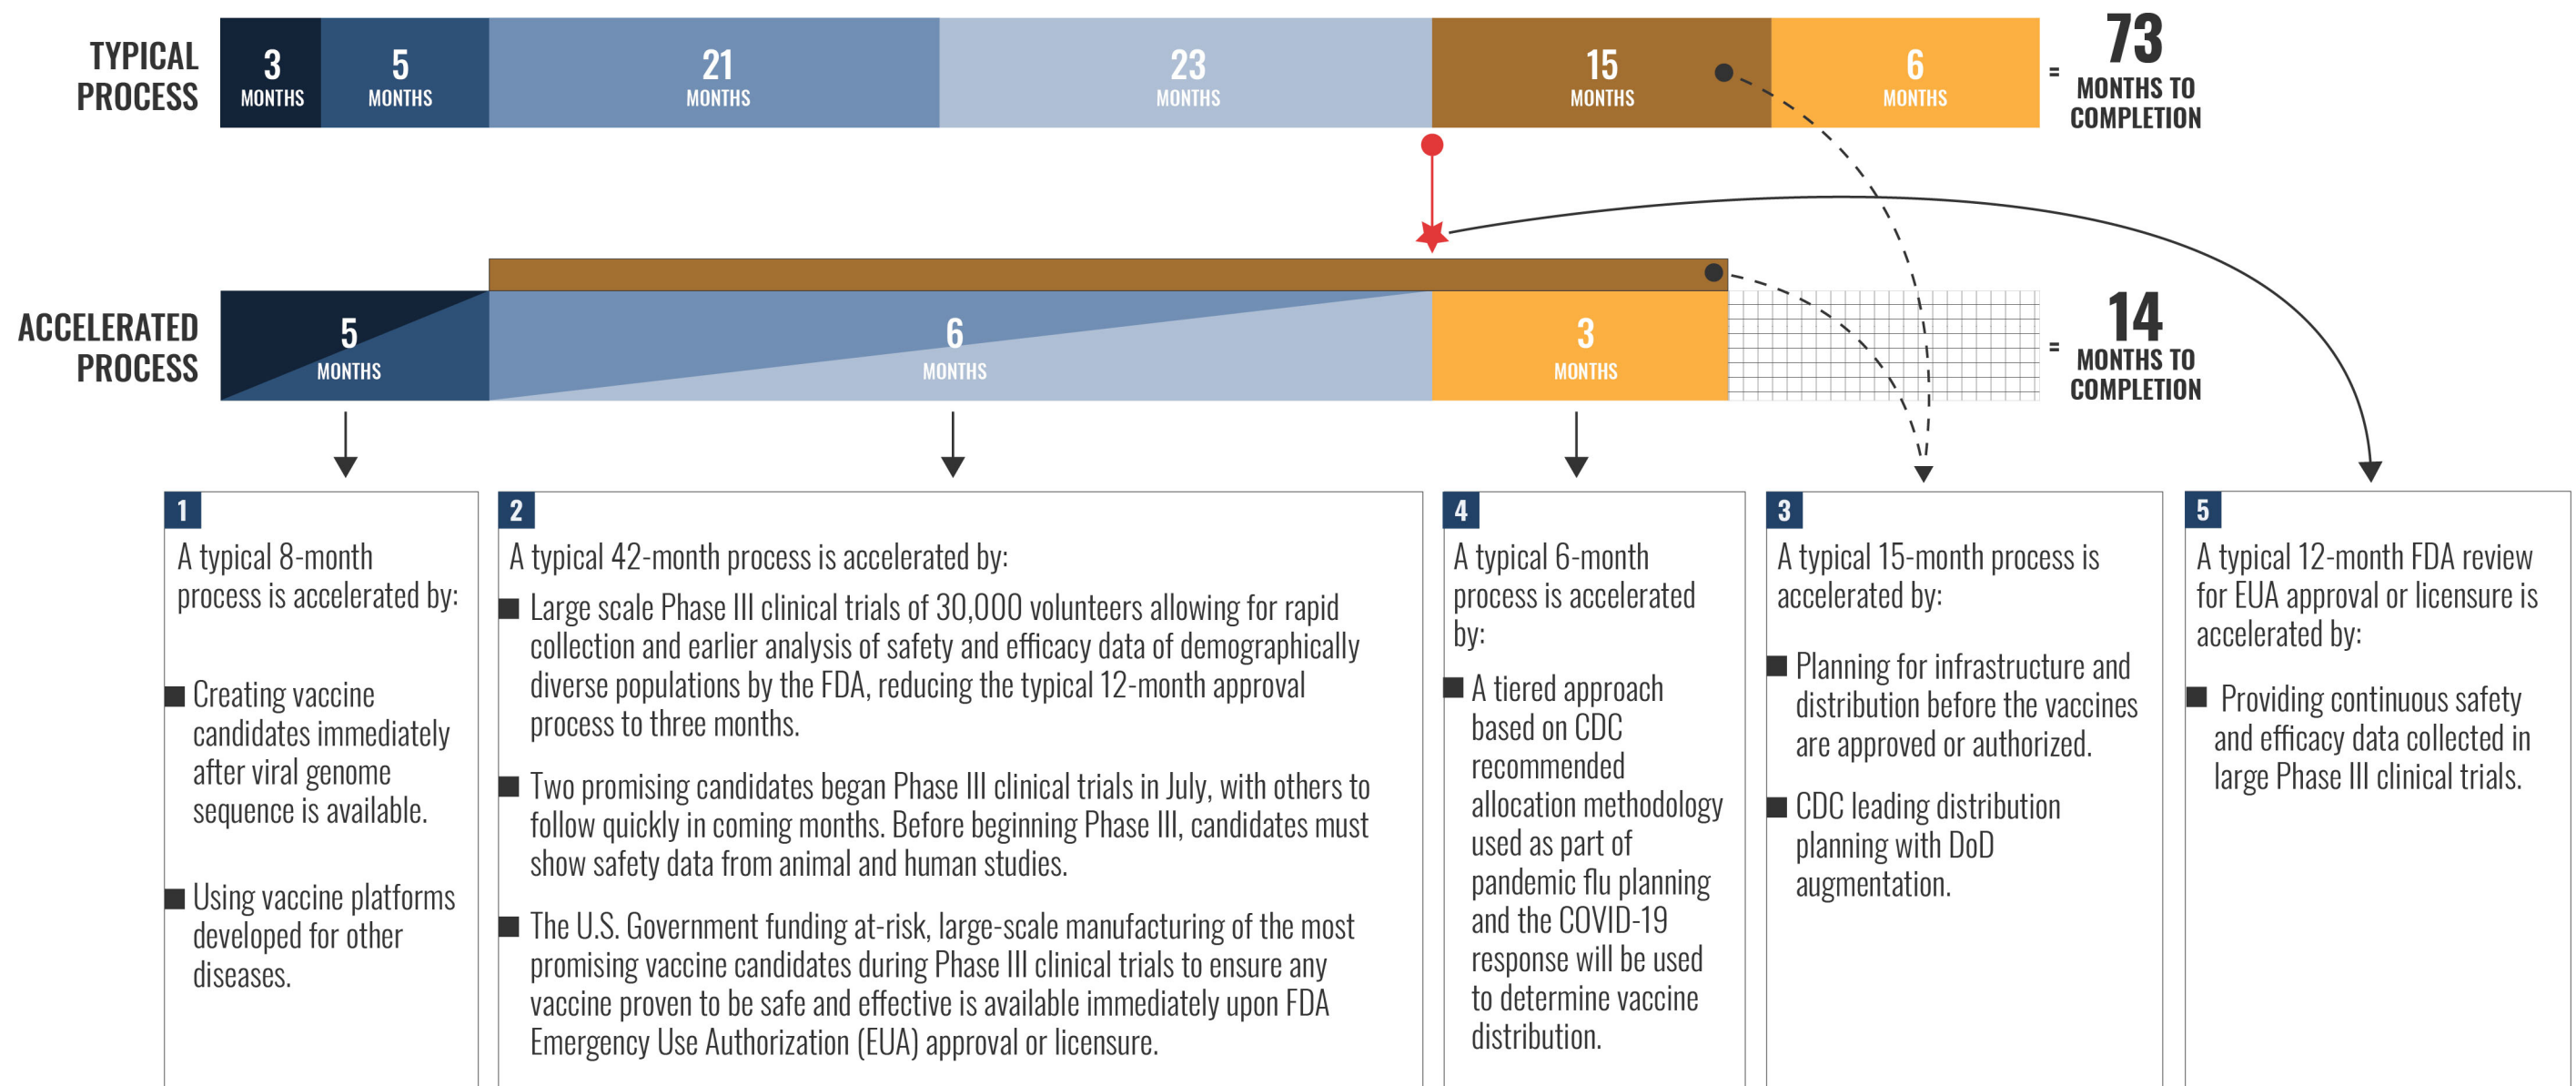 TYPICAL
PROCESS
3
MONTHS
5
MONTHS
21
MONTHS
23
MONTHS
15
MONTHS
6
MONTHS
=
73
MONTHS TO
COMPLETION
ACCELERATED
PROCESS
5
MONTHS
6
MONTHS
3
MONTHS
=
14
MONTHS TO
COMPLETION
1
A typical 8-month
process is accelerated by:
■ Creating vaccine
candidates immediately
after viral genome
sequence is available.
■ Using vaccine platforms
developed for other
diseases.
2
A typical 42-month process is accelerated by:
■ Large scale Phase III clinical trials of 30,000 volunteers allowing for rapid
collection and earlier analysis of safety and efficacy data of demographically
diverse populations by the FDA, reducing the typical 12-month approval
process to three months.
■ Two promising candidates began Phase III clinical trials in July, with others to
follow quickly in coming months. Before beginning Phase III, candidates must
show safety data from animal and human studies.
■ The U.S. Government funding at-risk, large-scale manufacturing of the most
promising vaccine candidates during Phase III clinical trials to ensure any
vaccine proven to be safe and effective is available immediately upon FDA
Emergency Use Authorization (EUA) approval or licensure.
4
A typical 6-month
process is accelerated
by:
■ A tiered approach
based on CDC
recommended
allocation methodology
used as part of
pandemic flu planning
and the COVID-19
response will be used
to determine vaccine
distribution.
3
A typical 15-month process is
accelerated by:
■ Planning for infrastructure and
distribution before the vaccines
are approved or authorized.
■ CDC leading distribution
planning with DoD
augmentation.
5
A typical 12-month FDA review
for EUA approval or licensure is
accelerated by:
■ Providing continuous safety
and efficacy data collected in
large Phase III clinical trials.